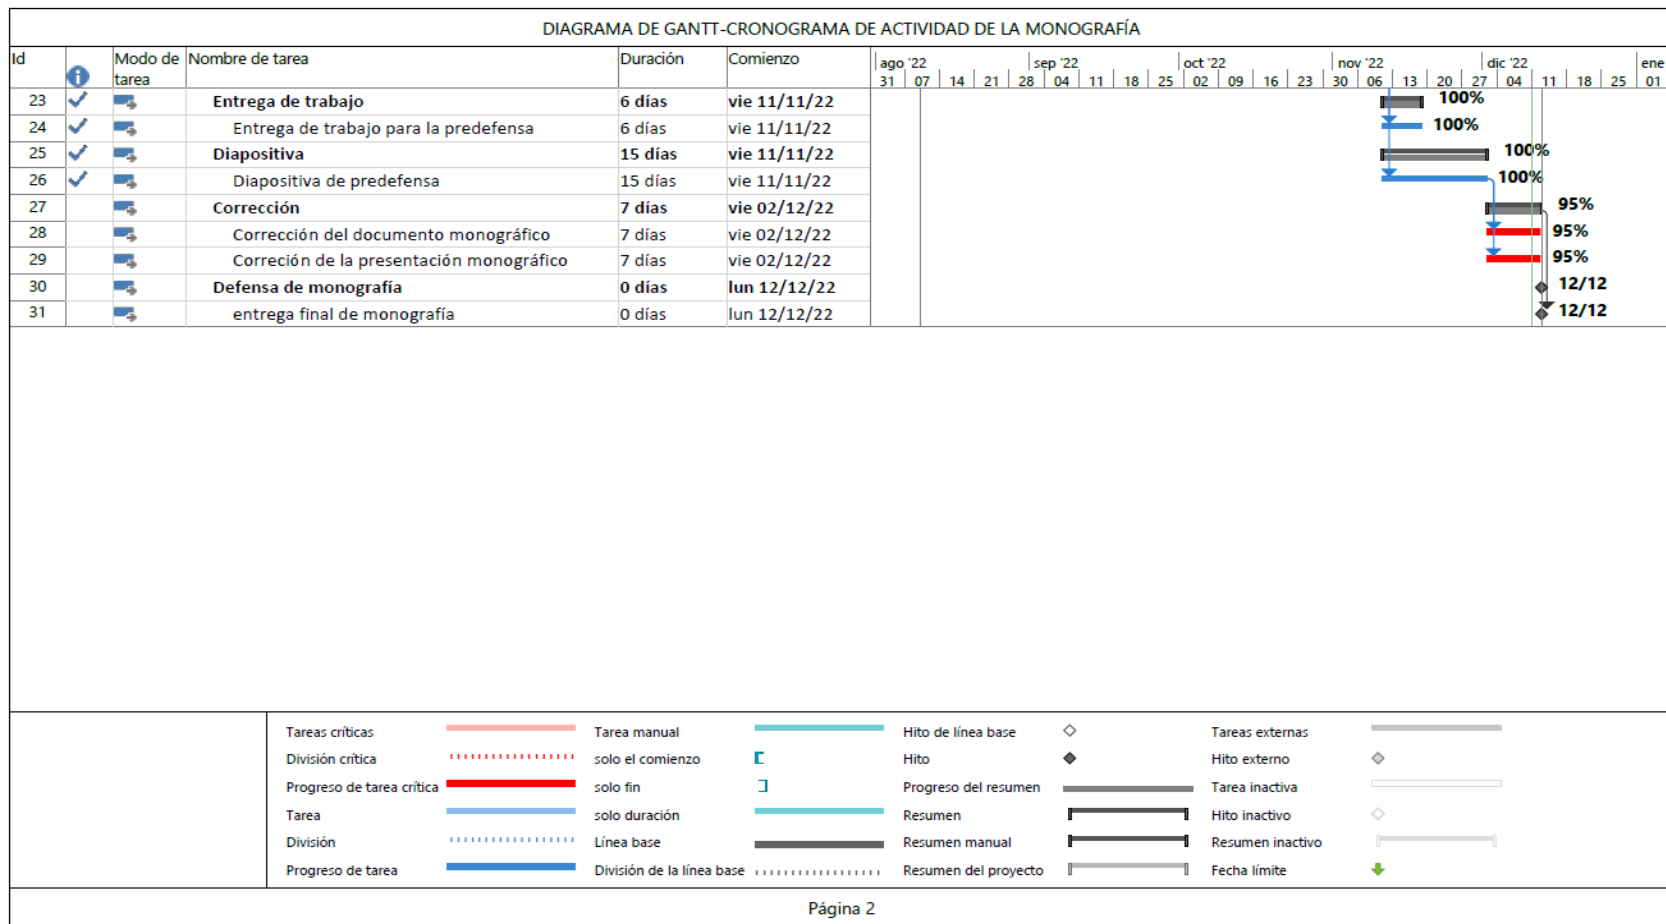 DIAGRAMA DE GANTT-CRONOGRAMA DE ACTIVIDAD DE LA MONOGRAFÍA
Id Modo de tarea Nombre de tarea Duración Comienzo
ago '22 sep '22 oct '22 nov '22 dic '22 ene
31 07 14 21 28 04 11 18 25 02 09 16 23 30 06 13 20 27 04 11 18 25 01
23 Entrega de trabajo 6 días vie 11/11/22 100%
24 Entrega de trabajo para la predefensa 6 días vie 11/11/22 100%
25 Diapositiva 15 días vie 11/11/22 100%
26 Diapositiva de predefensa 15 días vie 11/11/22 100%
27 Corrección 7 días vie 02/12/22 95%
28 Corrección del documento monográfico 7 días vie 02/12/22 95%
29 Correción de la presentación monográfico 7 días vie 02/12/22 95%
30 Defensa de monografía 0 días lun 12/12/22 12/12
31 entrega final de monografía 0 días lun 12/12/22 12/12
Tareas críticas Tarea manual Hito de línea base Tareas externas
División crítica solo el comienzo Hito Hito externo
Progreso de tarea crítica solo fin Progreso del resumen Tarea inactiva
Tarea solo duración Resumen Hito inactivo
División Línea base Resumen manual Resumen inactivo
Progreso de tarea División de la línea base Resumen del proyecto Fecha límite
Página 2